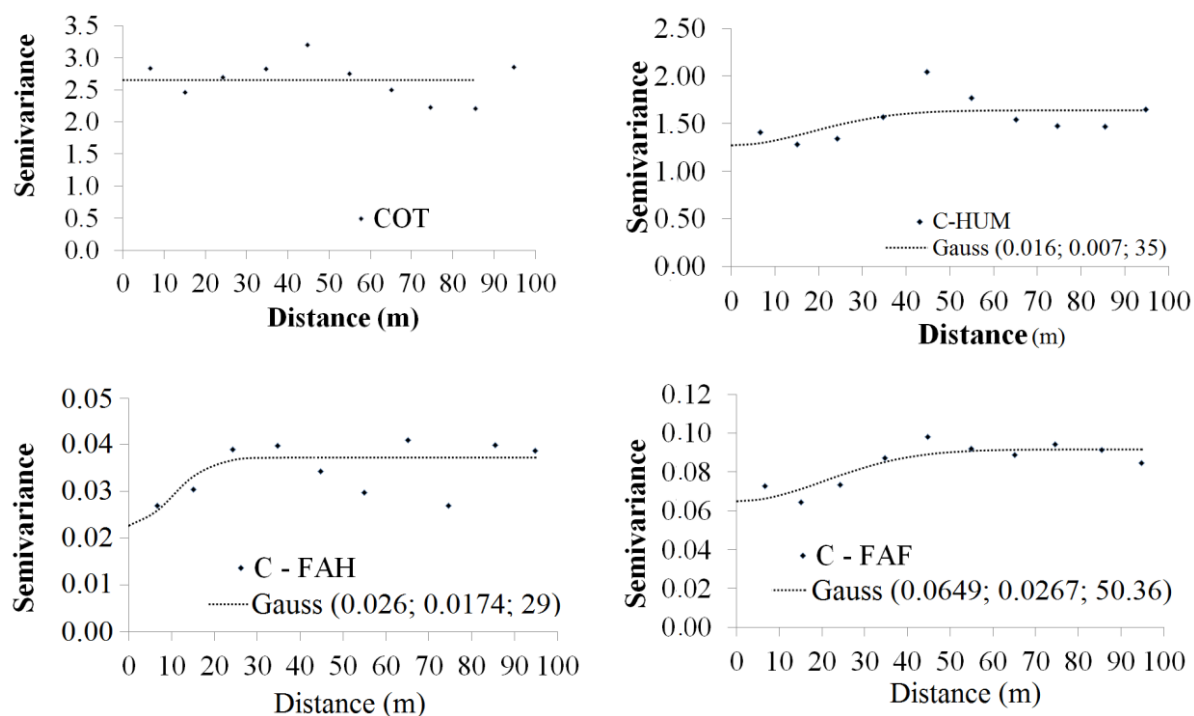 Semivariance
3.5
3.0
2.5
2.0
1.5
1.0
0.5
0.0
COT
0 10 20 30 40 50 60 70 80 90 100
Distance (m)
Semivariance
2.50
2.00
1.50
1.00
0.50
0.00
C-HUM
Gauss (0.016; 0.007; 35)
0 10 20 30 40 50 60 70 80 90 100
Distance (m)
Semivariance
0.05
0.04
0.03
0.02
0.01
0.00
C - FAH
Gauss (0.026; 0.0174; 29)
0 10 20 30 40 50 60 70 80 90 100
Distance (m)
Semivariance
0.12
0.10
0.08
0.06
0.04
0.02
0.00
C - FAF
Gauss (0.0649; 0.0267; 50.36)
0 10 20 30 40 50 60 70 80 90 100
Distance (m)